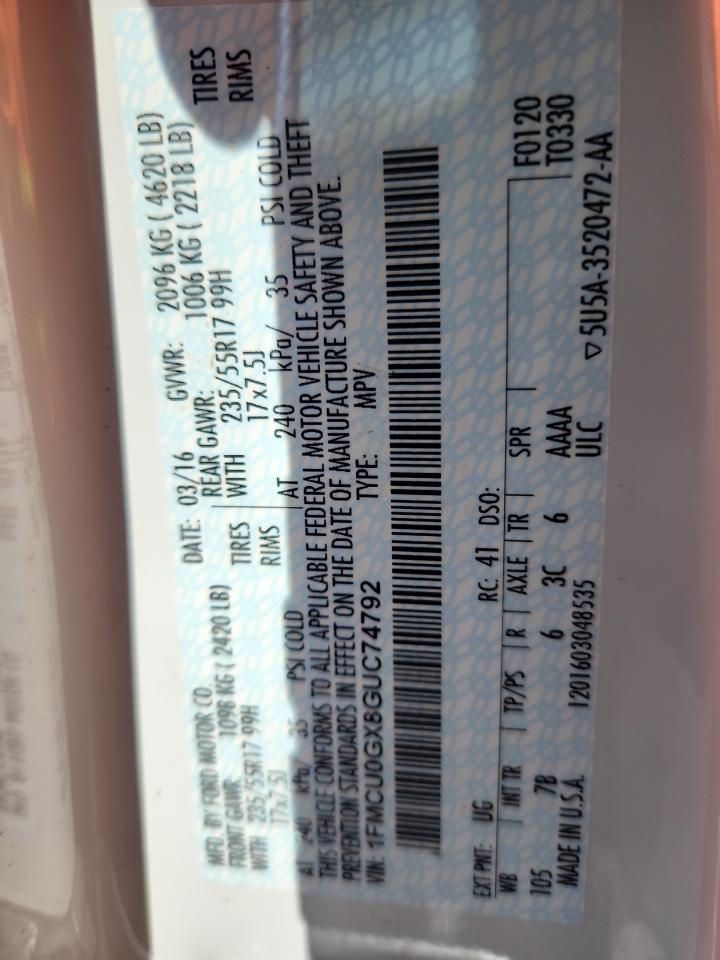 MFD. BY FORD MOTOR CO. DATE: 03/16 GVWR: 2096 KG ( 4620 LB)
FRONT GAWR: 1098 KG ( 2420 LB) REAR GAWR: 1006 KG ( 2218 LB)
WITH 235/55R17 99H TIRES WITH 235/55R17 99H TIRES
17x7.5J RIMS 17x7.5J RIMS
AT 240 kPa/ 35 PSI COLD AT 240 kPa/ 35 PSI COLD
THIS VEHICLE CONFORMS TO ALL APPLICABLE FEDERAL MOTOR VEHICLE SAFETY AND THEFT
PREVENTION STANDARDS IN EFFECT ON THE DATE OF MANUFACTURE SHOWN ABOVE.
VIN: 1FMCU0GX8GUC74792 TYPE: MPV
EXT PNT: UG RC: 41 DSO:
WB INT TR TP/PS R AXLE TR SPR F0120
105 7B 6 3C 6 AAAA T0330
MADE IN U.S.A. 1201603048535 ULC ▽5U5A-3520472-AA